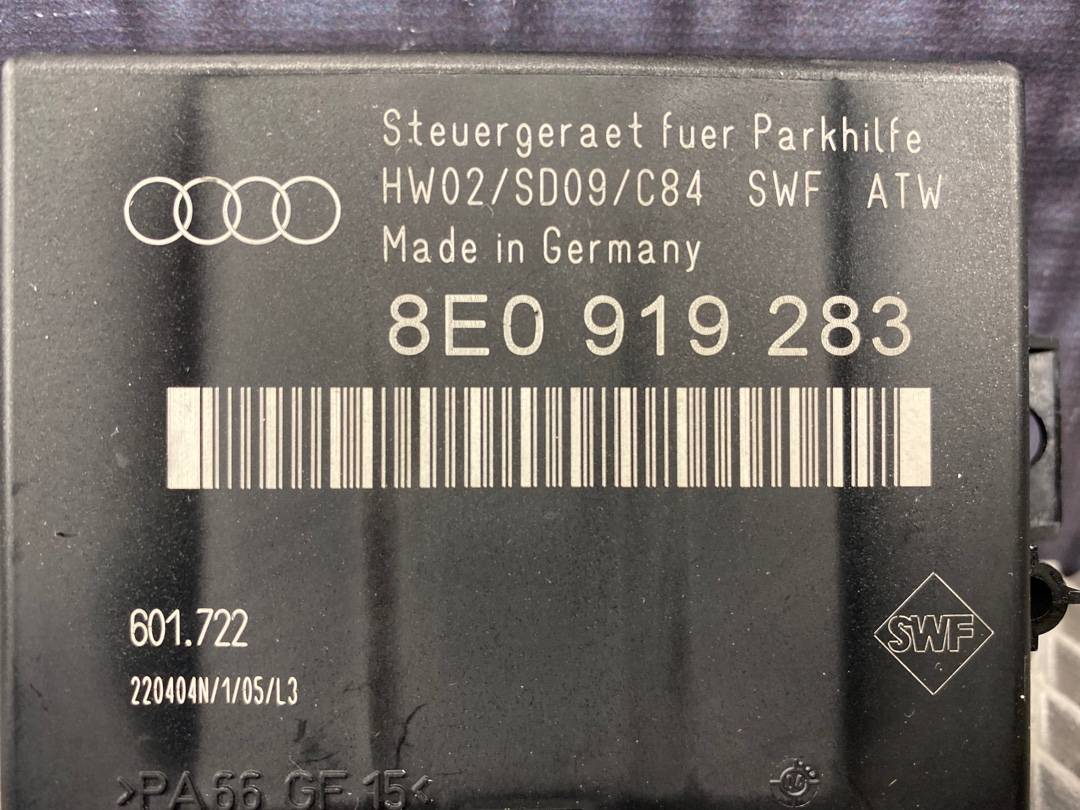 Steuergeraet fuer Parkhilfe
HW02/SD09/C84 SWF ATW
Made in Germany
8E0 919 283
601.722
220404N/1/05/L3
SWF
>PA66 GF 15<